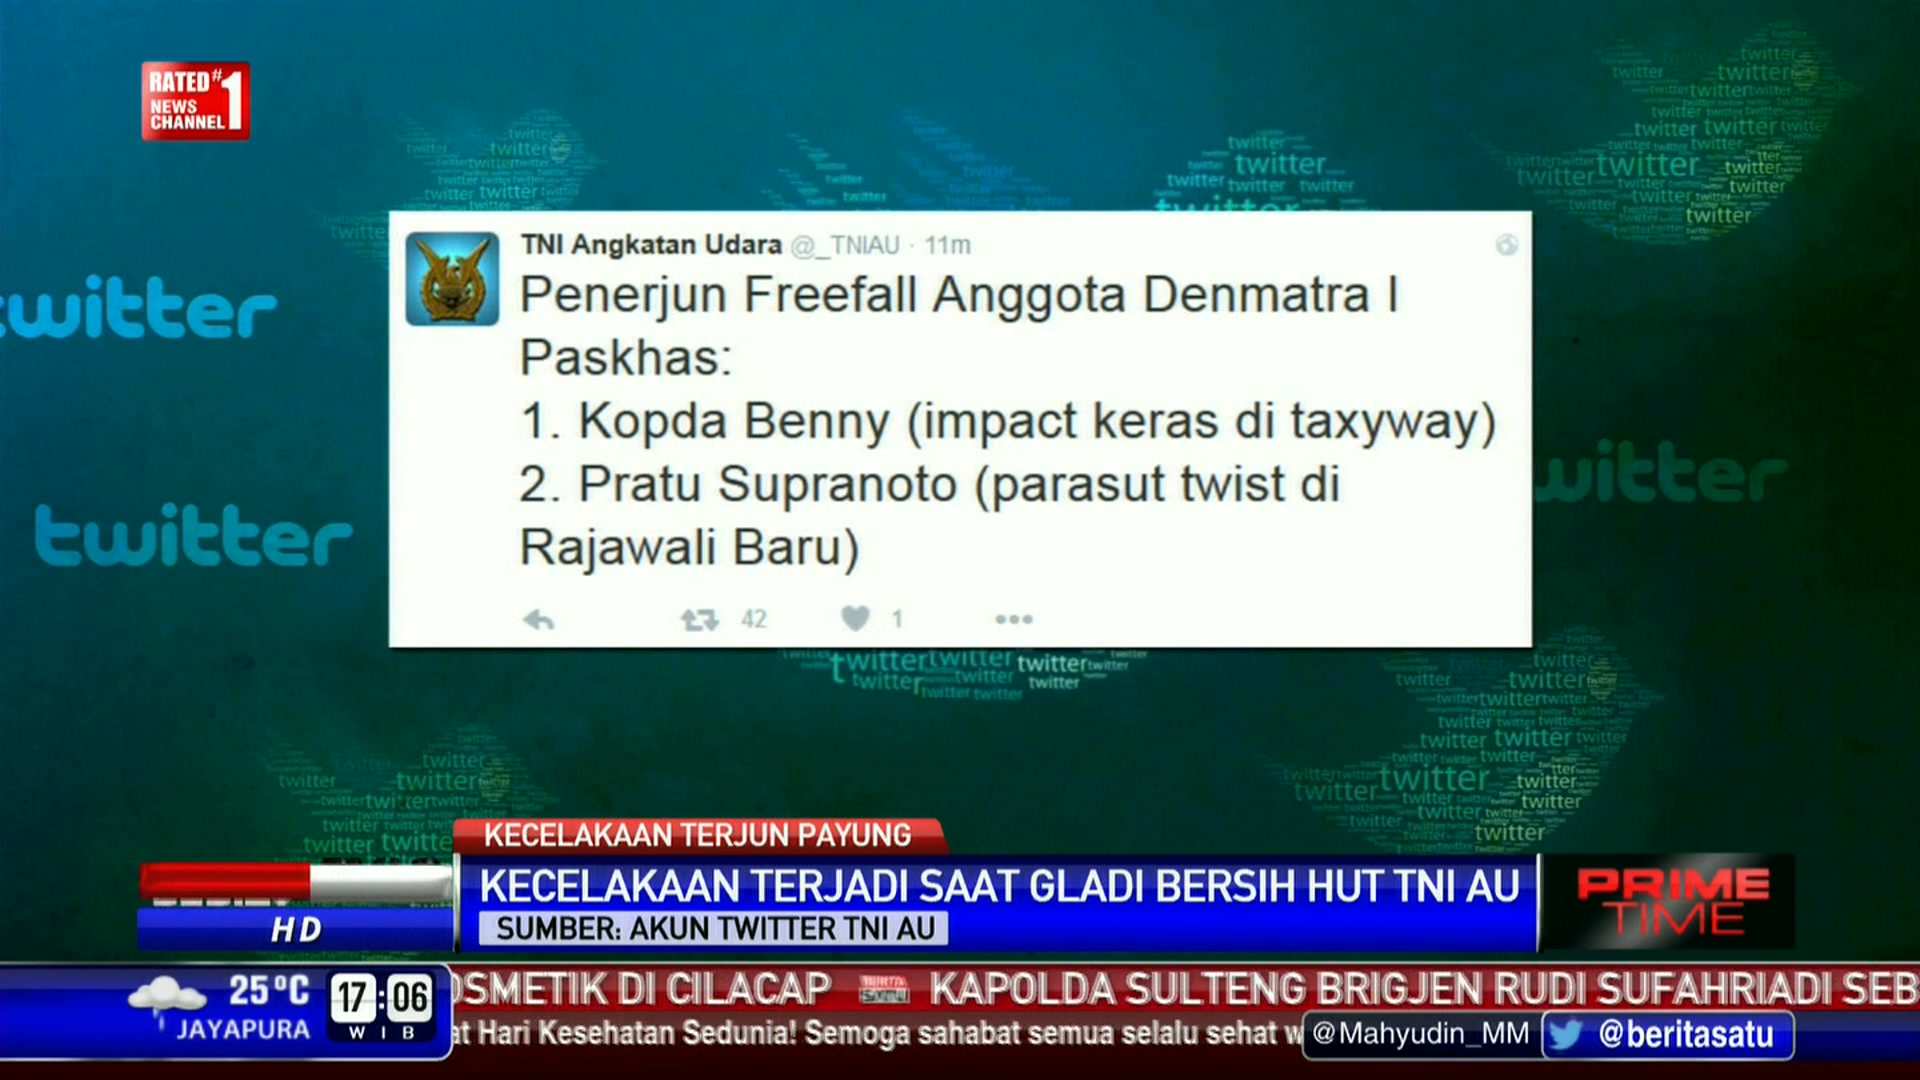 RATED #1
NEWS
CHANNEL
twitter
twitter
twitter
TNI Angkatan Udara @_TNIAU · 11m
Penerjun Freefall Anggota Denmatra I
Paskhas:
1. Kopda Benny (impact keras di taxyway)
2. Pratu Supranoto (parasut twist di
Rajawali Baru)
42 1
KECELAKAAN TERJUN PAYUNG
KECELAKAAN TERJADI SAAT GLADI BERSIH HUT TNI AU
SUMBER: AKUN TWITTER TNI AU
HD
PRIME
TIME
25°C
JAYAPURA
17:06
WIB
OSMETIK DI CILACAP BERITA SATU KAPOLDA SULTENG BRIGJEN RUDI SUFAHRIADI SEB
at Hari Kesehatan Sedunia! Semoga sahabat semua selalu sehat w
@Mahyudin_MM
@beritasatu